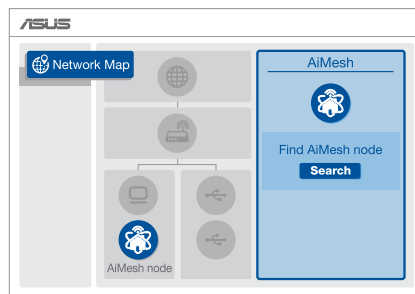 ASUS
Network Map
AiMesh
Find AiMesh node
Search
AiMesh node